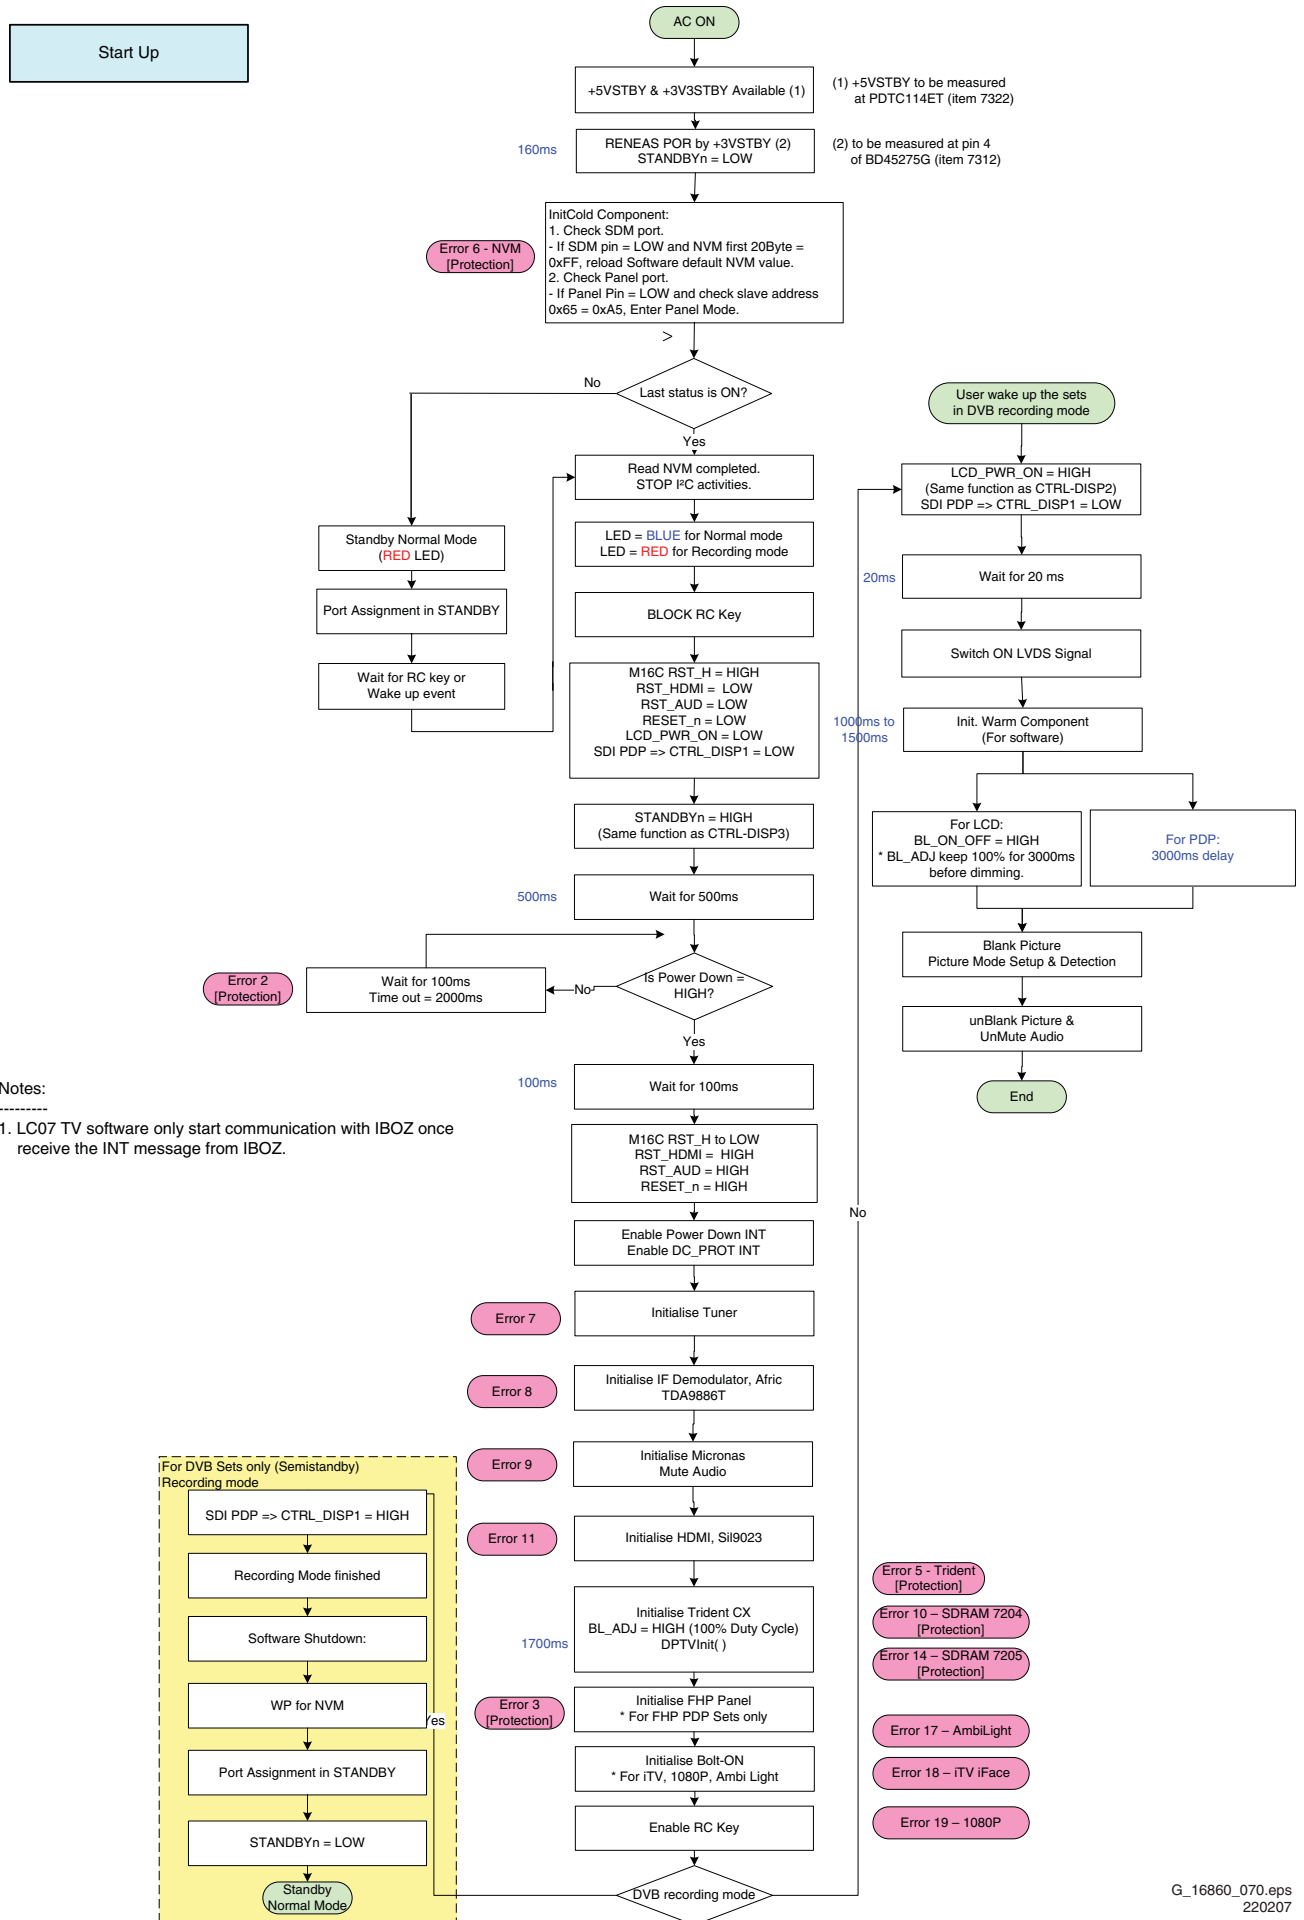 Start Up
AC ON
+5VSTBY & +3V3STBY Available (1)
(1) +5VSTBY to be measured
at PDTC114ET (item 7322)
160ms
RENEAS POR by +3VSTBY (2)
STANDBYn = LOW
(2) to be measured at pin 4
of BD45275G (item 7312)
Error 6 - NVM
[Protection]
InitCold Component:
1. Check SDM port.
- If SDM pin = LOW and NVM first 20Byte =
0xFF, reload Software default NVM value.
2. Check Panel port.
- If Panel Pin = LOW and check slave address
0x65 = 0xA5, Enter Panel Mode.
>
Last status is ON?
No
Yes
Standby Normal Mode
(RED LED)
Port Assignment in STANDBY
Wait for RC key or
Wake up event
Read NVM completed.
STOP I²C activities.
LED = BLUE for Normal mode
LED = RED for Recording mode
BLOCK RC Key
M16C RST_H = HIGH
RST_HDMI = LOW
RST_AUD = LOW
RESET_n = LOW
LCD_PWR_ON = LOW
SDI PDP => CTRL_DISP1 = LOW
STANDBYn = HIGH
(Same function as CTRL-DISP3)
500ms
Wait for 500ms
Error 2
[Protection]
Wait for 100ms
Time out = 2000ms
No
Is Power Down =
HIGH?
Yes
100ms
Wait for 100ms
Notes:
---------
1. LC07 TV software only start communication with IBOZ once
receive the INT message from IBOZ.
M16C RST_H to LOW
RST_HDMI = HIGH
RST_AUD = HIGH
RESET_n = HIGH
Enable Power Down INT
Enable DC_PROT INT
Error 7
Initialise Tuner
Error 8
Initialise IF Demodulator, Afric
TDA9886T
Error 9
Initialise Micronas
Mute Audio
Error 11
Initialise HDMI, Sil9023
1700ms
Initialise Trident CX
BL_ADJ = HIGH (100% Duty Cycle)
DPTVInit( )
Error 3
[Protection]
Initialise FHP Panel
* For FHP PDP Sets only
Initialise Bolt-ON
* For iTV, 1080P, Ambi Light
Enable RC Key
DVB recording mode
Yes
No
For DVB Sets only (Semistandby)
Recording mode
SDI PDP => CTRL_DISP1 = HIGH
Recording Mode finished
Software Shutdown:
WP for NVM
Port Assignment in STANDBY
STANDBYn = LOW
Standby
Normal Mode
User wake up the sets
in DVB recording mode
LCD_PWR_ON = HIGH
(Same function as CTRL-DISP2)
SDI PDP => CTRL_DISP1 = LOW
20ms
Wait for 20 ms
Switch ON LVDS Signal
1000ms to
1500ms
Init. Warm Component
(For software)
For LCD:
BL_ON_OFF = HIGH
* BL_ADJ keep 100% for 3000ms
before dimming.
For PDP:
3000ms delay
Blank Picture
Picture Mode Setup & Detection
unBlank Picture &
UnMute Audio
End
Error 5 - Trident
[Protection]
Error 10 – SDRAM 7204
[Protection]
Error 14 – SDRAM 7205
[Protection]
Error 17 – AmbiLight
Error 18 – iTV iFace
Error 19 – 1080P
G_16860_070.eps
220207